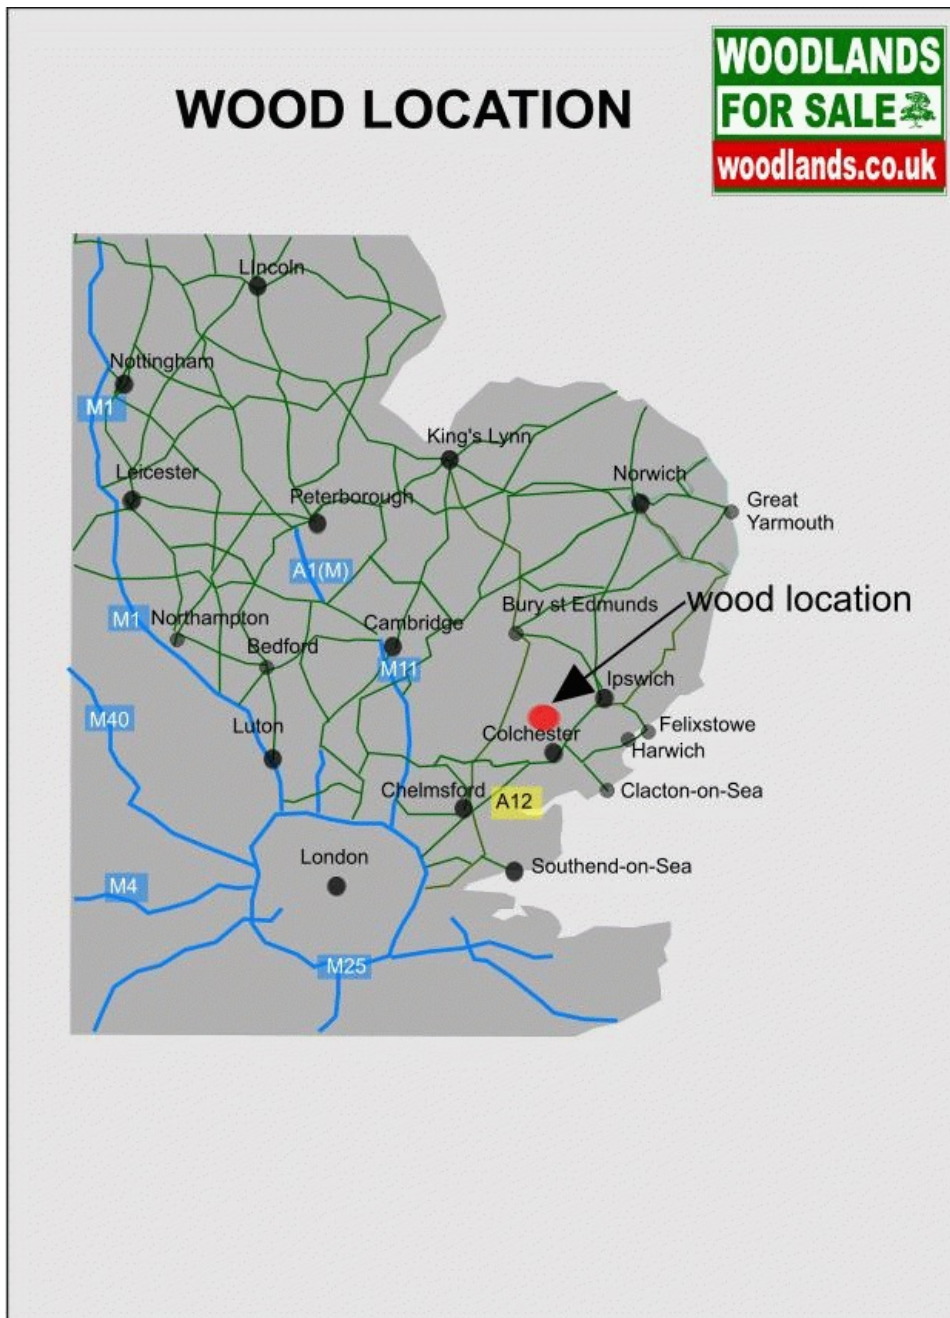 WOODLANDS
FOR SALE
woodlands.co.uk
WOOD LOCATION
LIncoln
Nottingham
M1
King's Lynn
Leicester
Norwich
Peterborough
Great
Yarmouth
A1(M)
Bury st Edmunds
wood location
M1
Northampton
Cambridge
Bedford
M11
Ipswich
M40
Luton
Colchester
Felixstowe
Harwich
Chelmsford
A12
Clacton-on-Sea
London
Southend-on-Sea
M4
M25